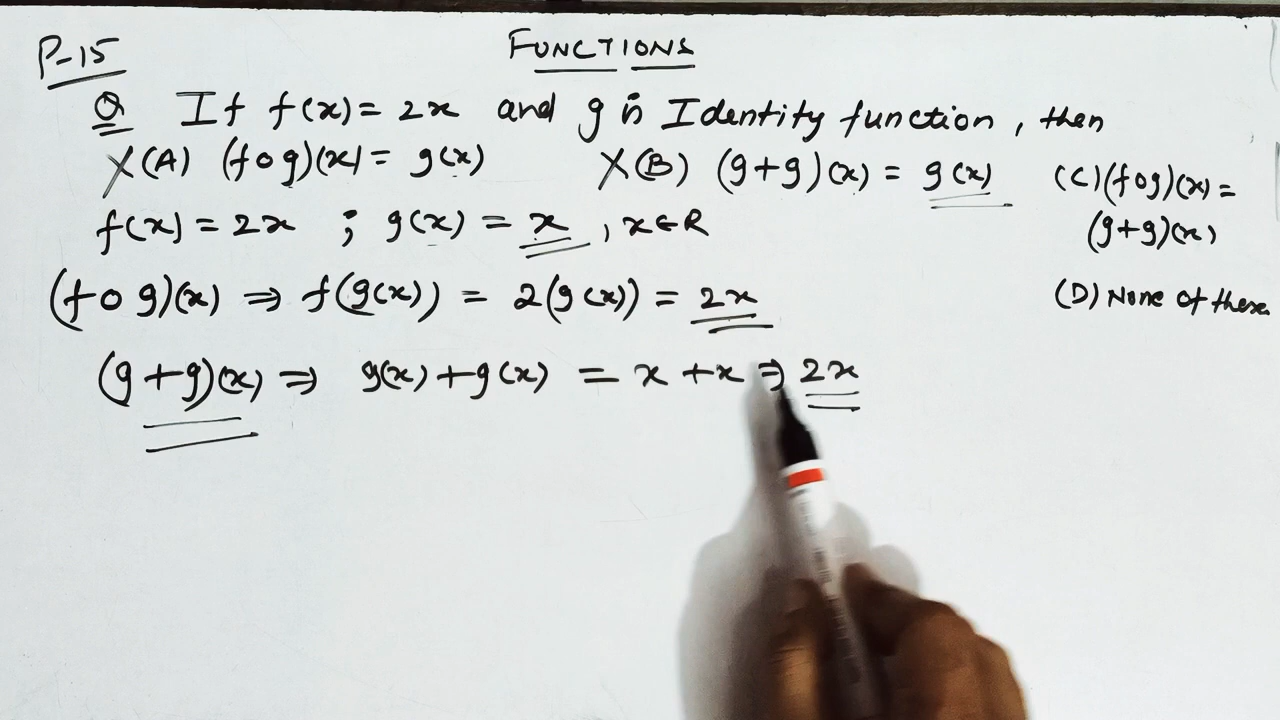 P-15
FUNCTIONS
Q If f(x) = 2x and g is Identity function, then
X(A) (fog)(x) = g(x) X(B) (g+g)(x) = g(x) (C) (fog)(x) =
(g+g)(x)
f(x) = 2x ; g(x) = x , x∈R
(fog)(x) ⇒ f(g(x)) = 2(g(x)) = 2x
(D) None of these
(g+g)(x) ⇒ g(x)+g(x) = x+x ⇒ 2x